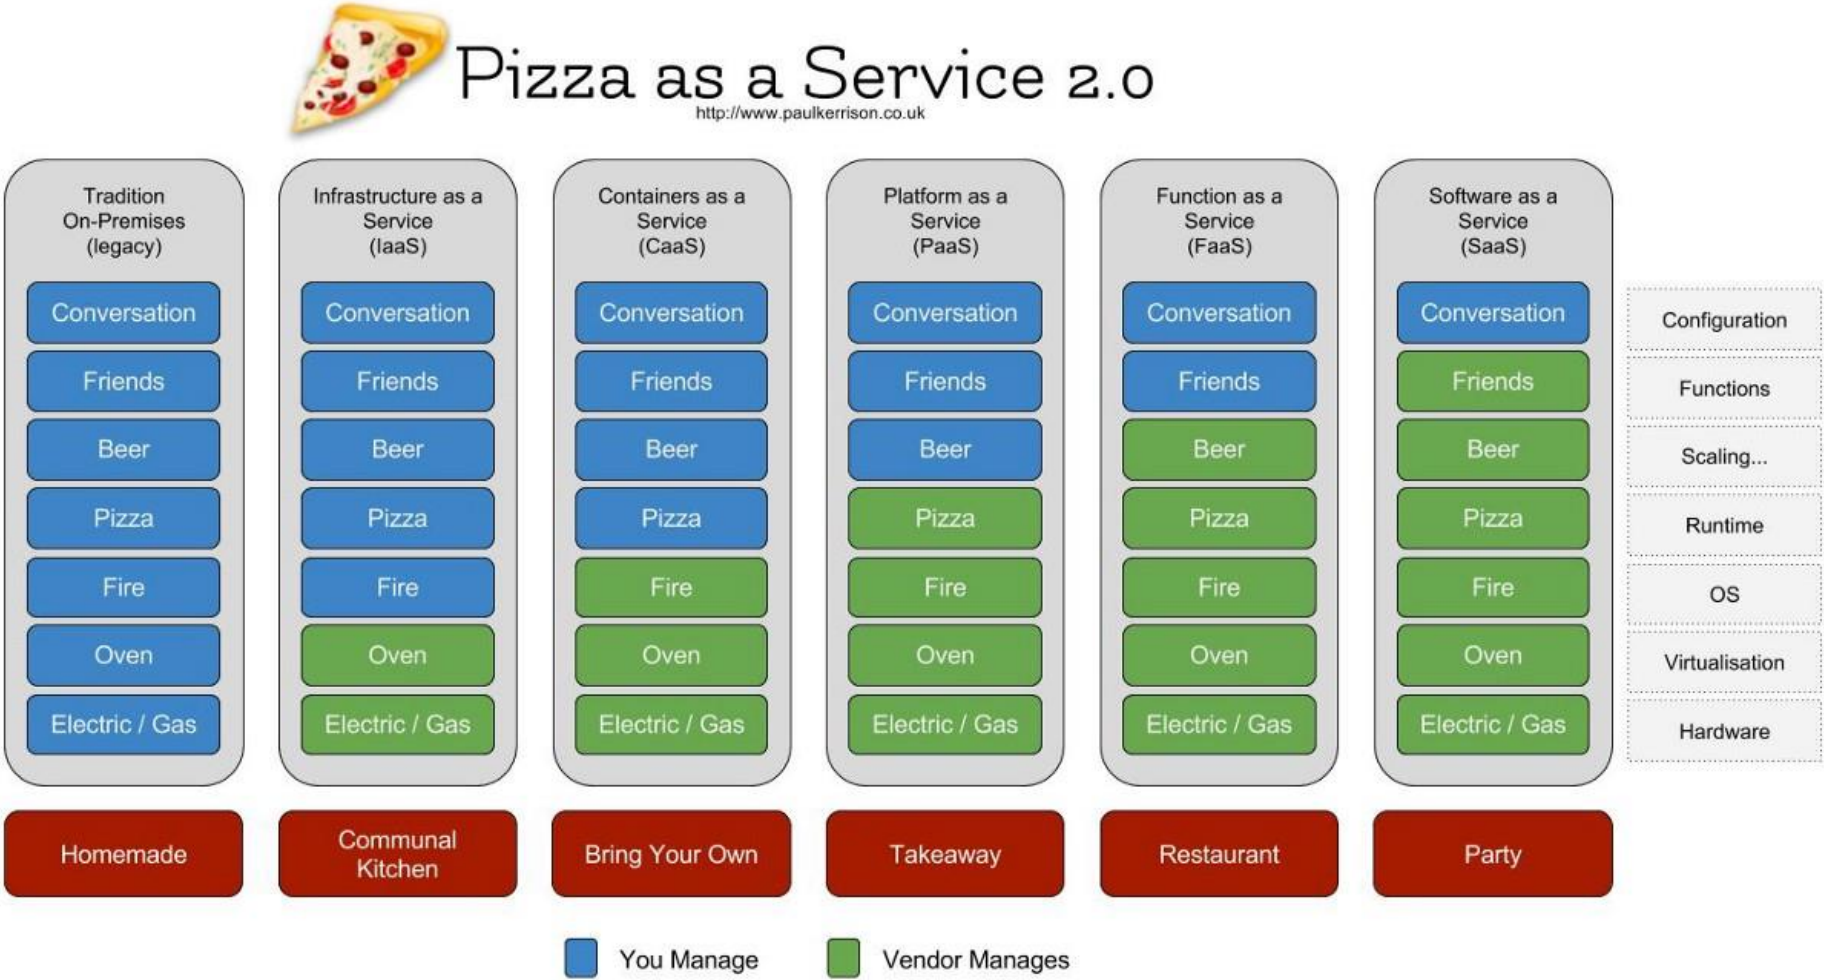 Pizza as a Service 2.0
http://www.paulkerrison.co.uk
Tradition
On-Premises
(legacy)
Conversation
Friends
Beer
Pizza
Fire
Oven
Electric / Gas
Homemade
Infrastructure as a
Service
(IaaS)
Conversation
Friends
Beer
Pizza
Fire
Oven
Electric / Gas
Communal
Kitchen
Containers as a
Service
(CaaS)
Conversation
Friends
Beer
Pizza
Fire
Oven
Electric / Gas
Bring Your Own
Platform as a
Service
(PaaS)
Conversation
Friends
Beer
Pizza
Fire
Oven
Electric / Gas
Takeaway
Function as a
Service
(FaaS)
Conversation
Friends
Beer
Pizza
Fire
Oven
Electric / Gas
Restaurant
Software as a
Service
(SaaS)
Conversation
Friends
Beer
Pizza
Fire
Oven
Electric / Gas
Party
Configuration
Functions
Scaling...
Runtime
OS
Virtualisation
Hardware
You Manage
Vendor Manages